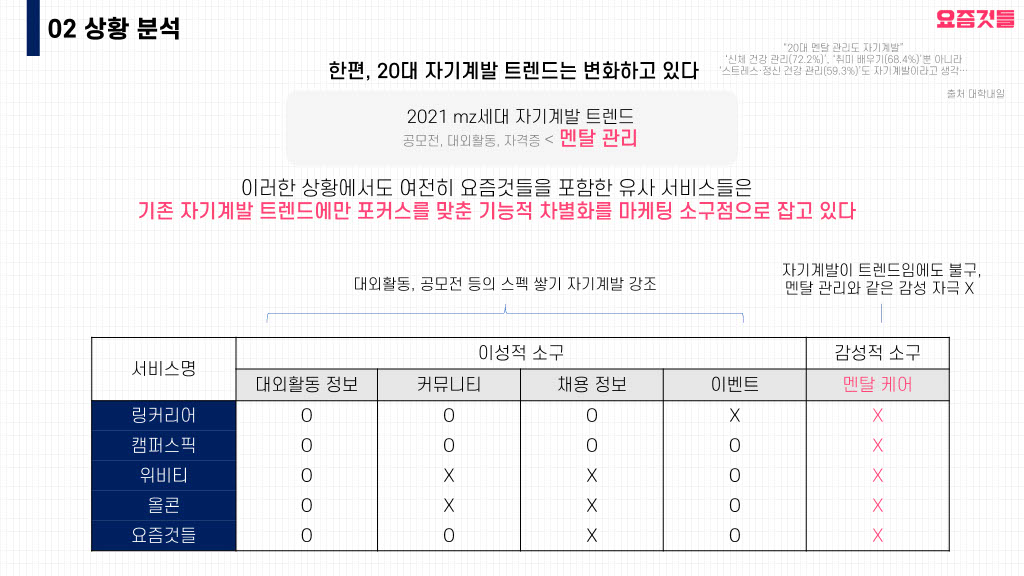 02 상황 분석
요즘것들
한편, 20대 자기계발 트렌드는 변화하고 있다
"20대 멘탈 관리도 자기계발"
'신체 건강 관리(72.2%)', '취미 배우기(68.4%)'뿐 아니라
'스트레스·정신 건강 관리(59.3%)'도 자기계발이라고 생각…
출처 대학내일
2021 mz세대 자기계발 트렌드
공모전, 대외활동, 자격증 < 멘탈 관리
이러한 상황에서도 여전히 요즘것들을 포함한 유사 서비스들은
기존 자기계발 트렌드에만 포커스를 맞춘 기능적 차별화를 마케팅 소구점으로 잡고 있다
대외활동, 공모전 등의 스펙 쌓기 자기계발 강조
자기계발이 트렌드임에도 불구,
멘탈 관리와 같은 감성 자극 X
서비스명 이성적 소구 감성적 소구
대외활동 정보 커뮤니티 채용 정보 이벤트 멘탈 케어
링커리어 O O O X X
캠퍼스픽 O O O O X
위비티 O X X O X
올콘 O X X O X
요즘것들 O O X O X